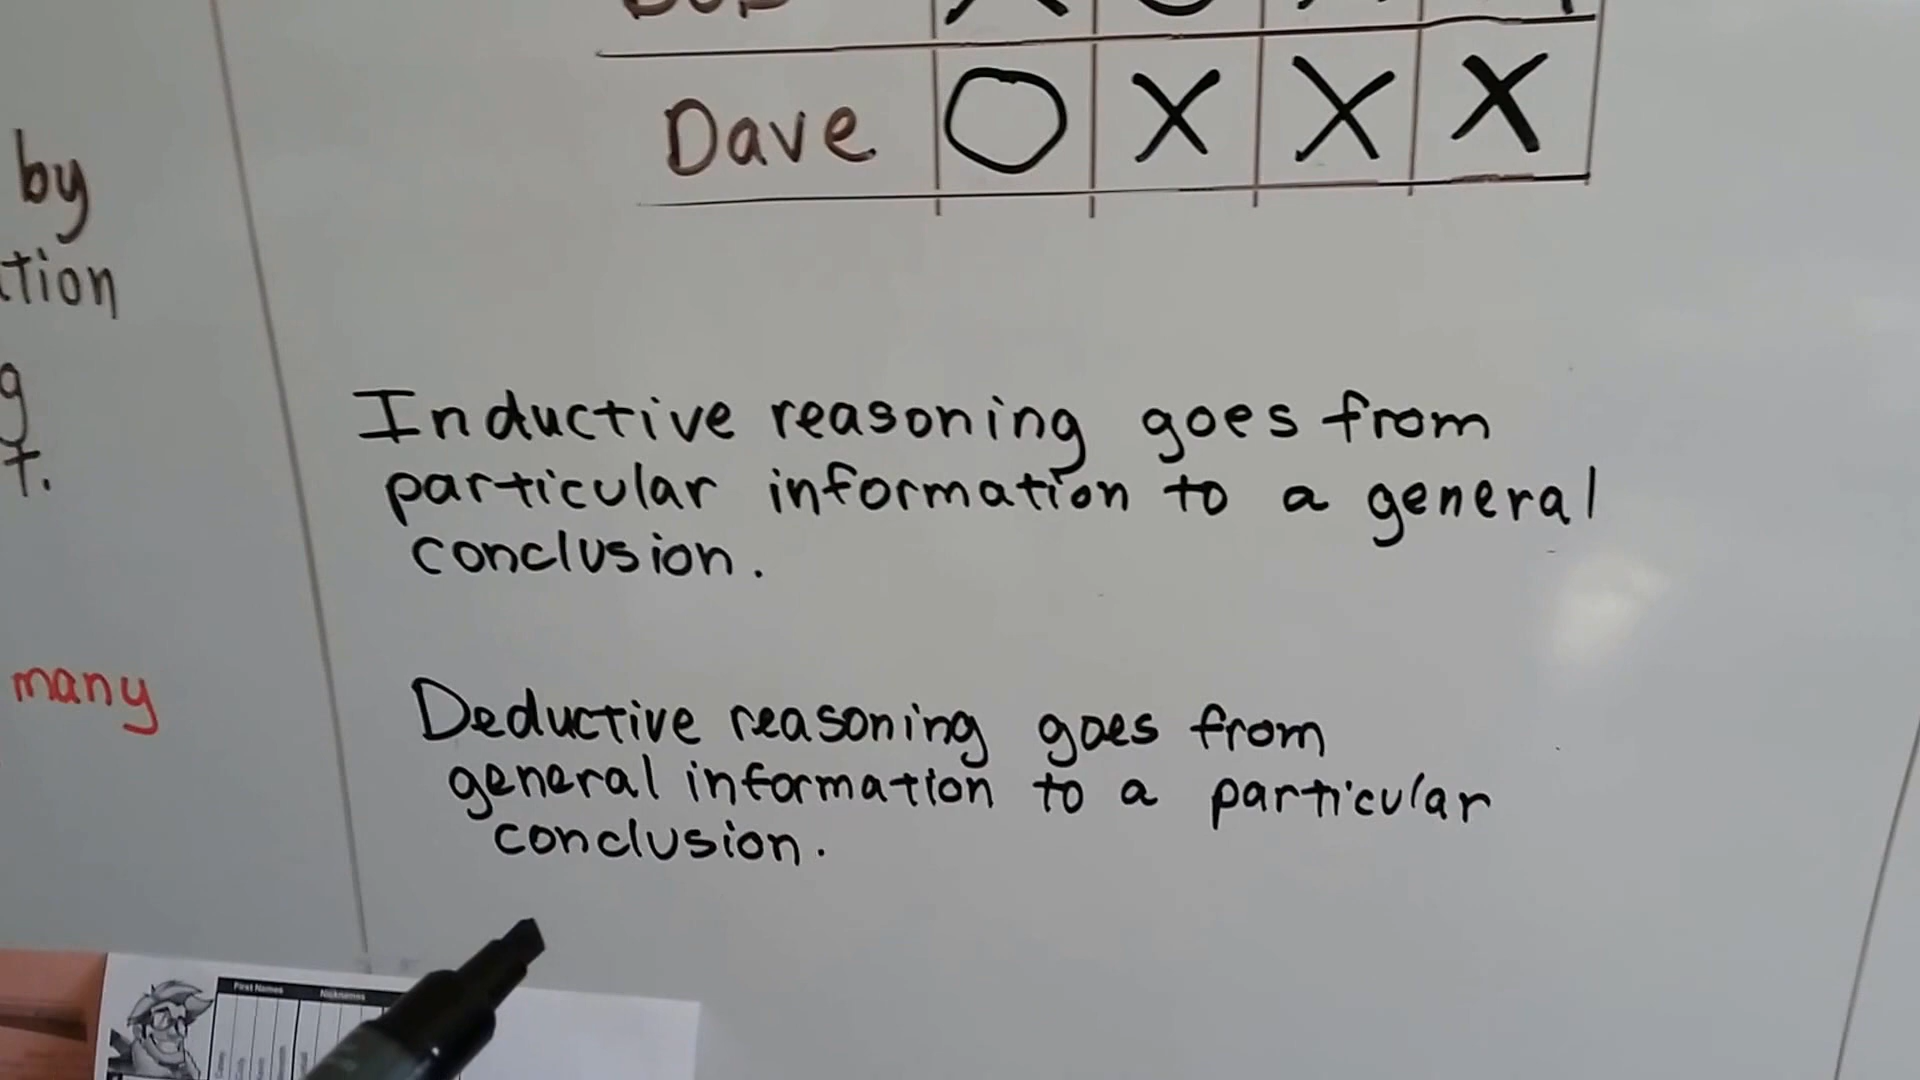 Dave O X X X
by
tion
g
t.
many
Inductive reasoning goes from
particular information to a general
conclusion.
Deductive reasoning goes from
general information to a particular
conclusion.
First Names
Nicknames